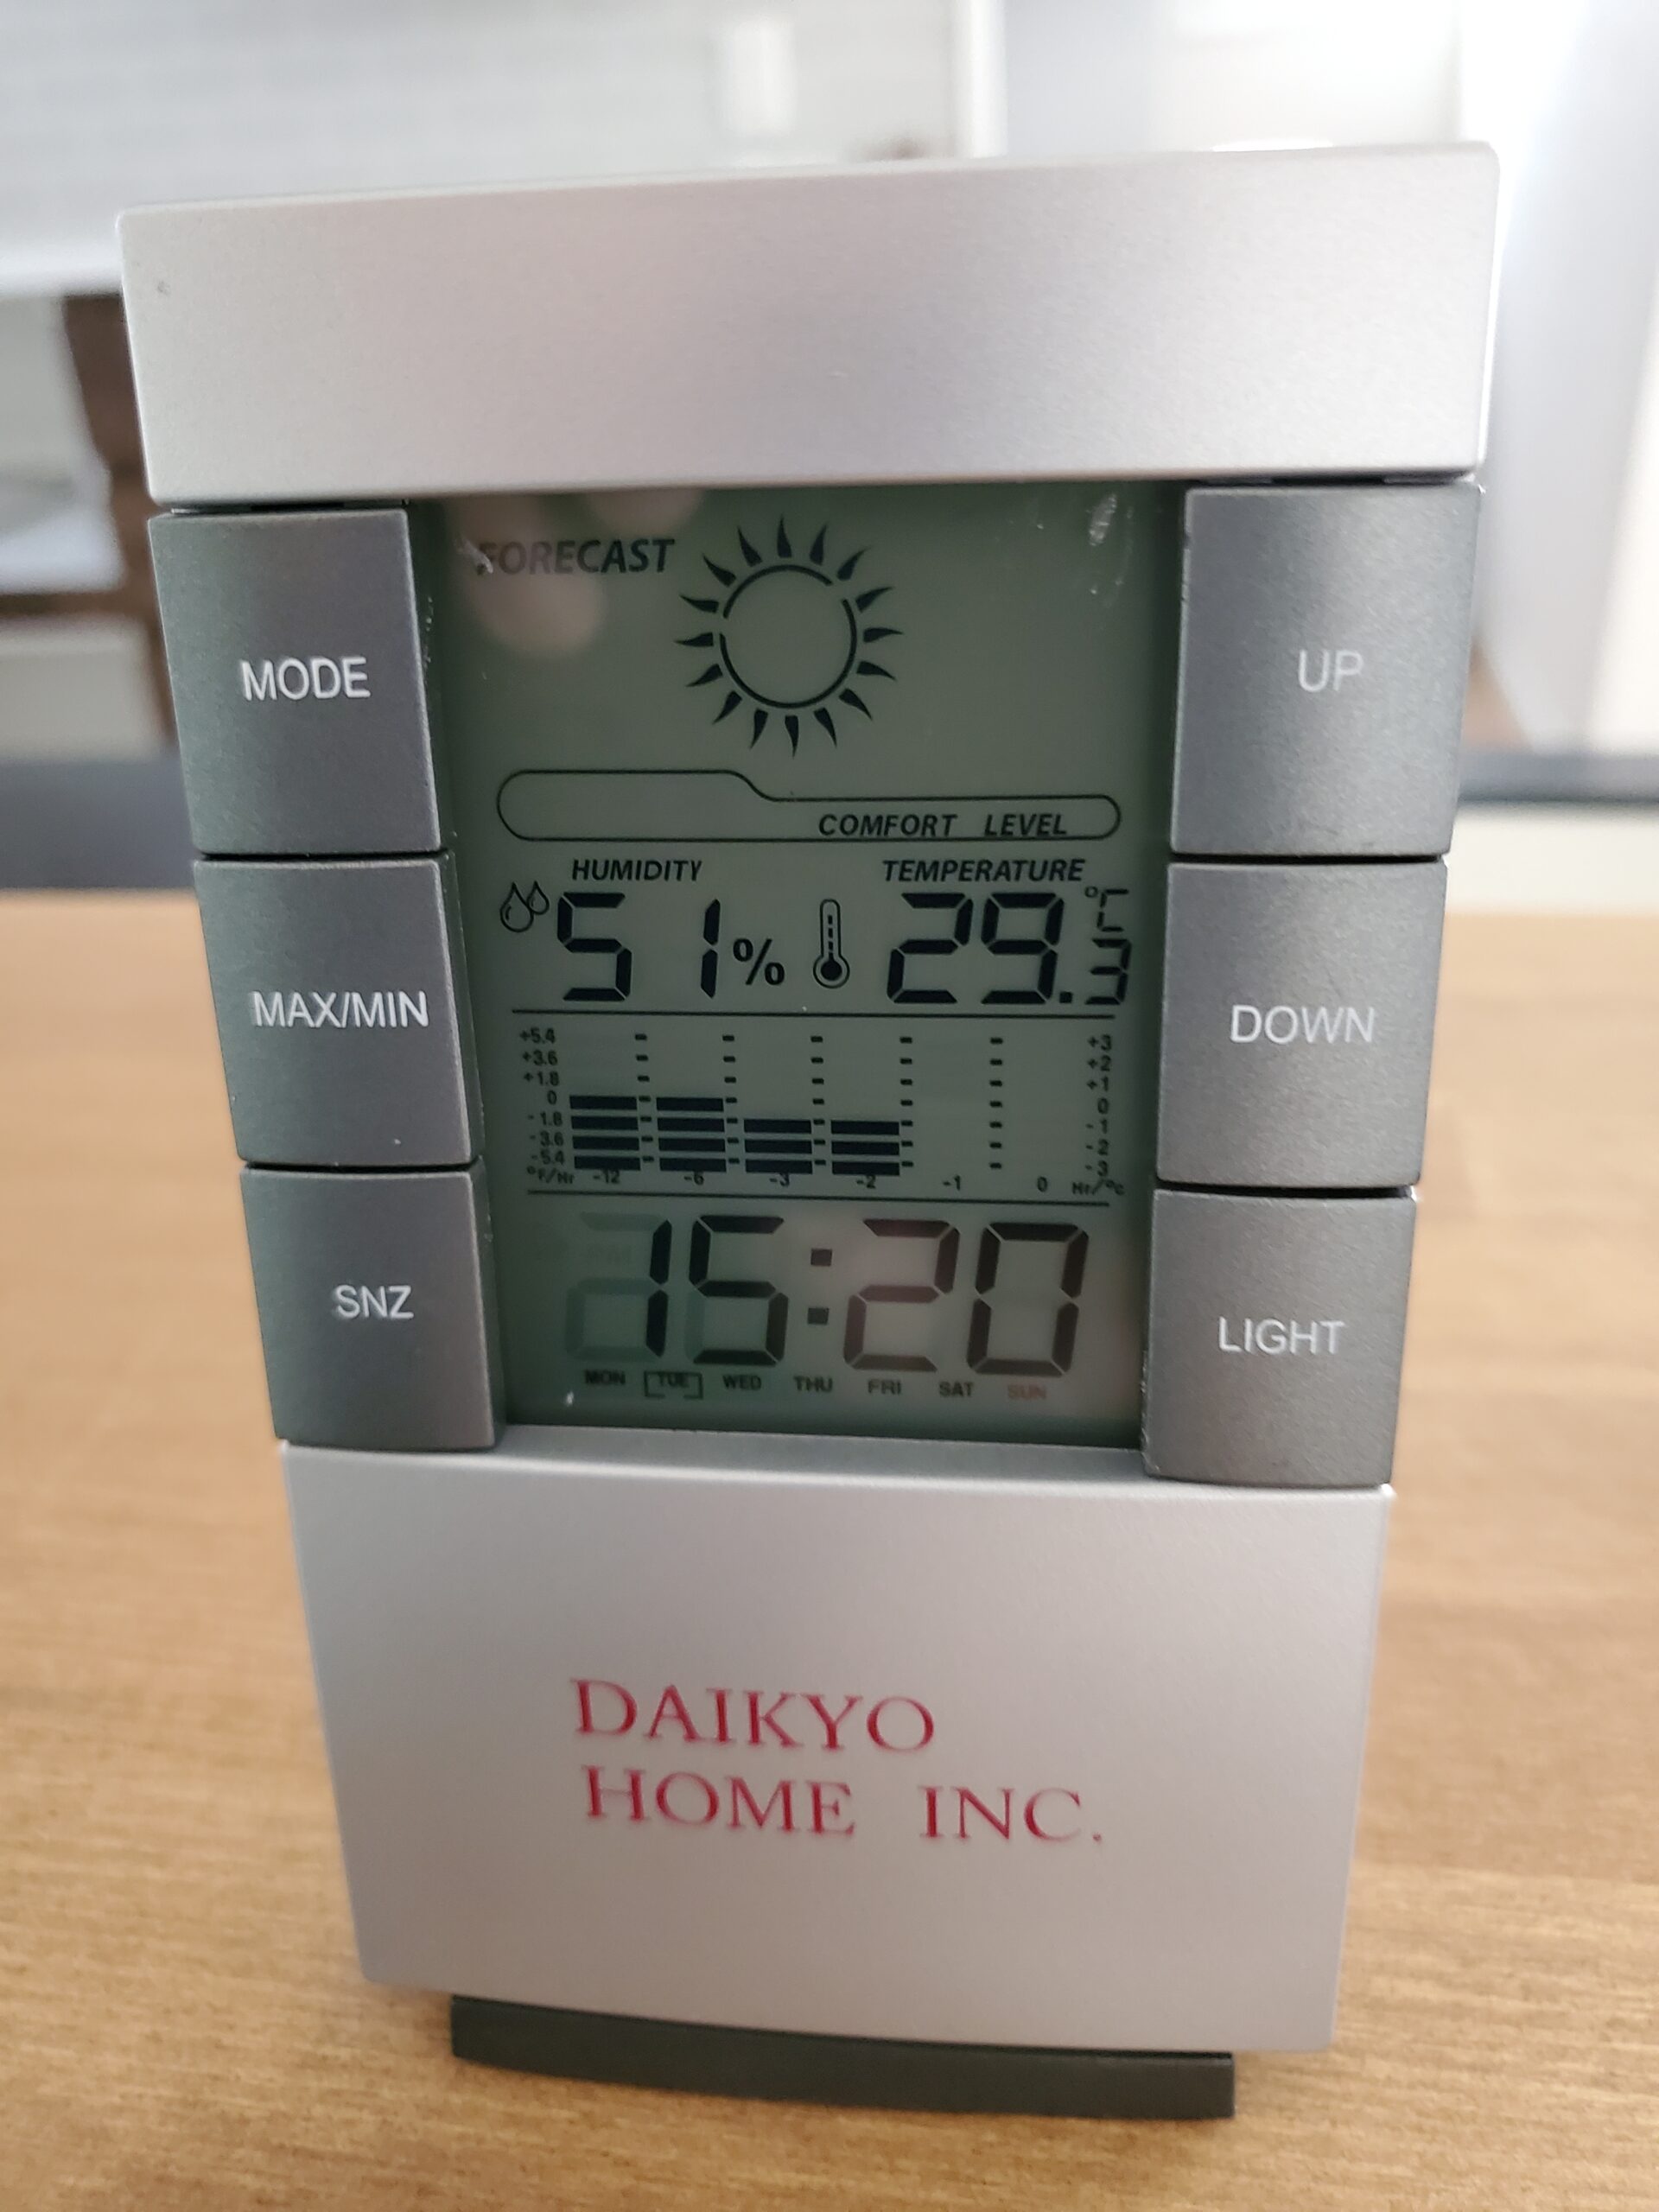 FORECAST
MODE
UP
COMFORT LEVEL
HUMIDITY TEMPERATURE
51% 29.3 °C
MAX/MIN
DOWN
+5.4 +3
+3.6 +2
+1.8 +1
0 0
-1.8 -1
-3.6 -2
-5.4 -3
°F/Hr -12 -6 -3 -2 -1 0 Hr/°C
SNZ
15:20
LIGHT
MON TUE WED THU FRI SAT SUN
DAIKYO
HOME INC.